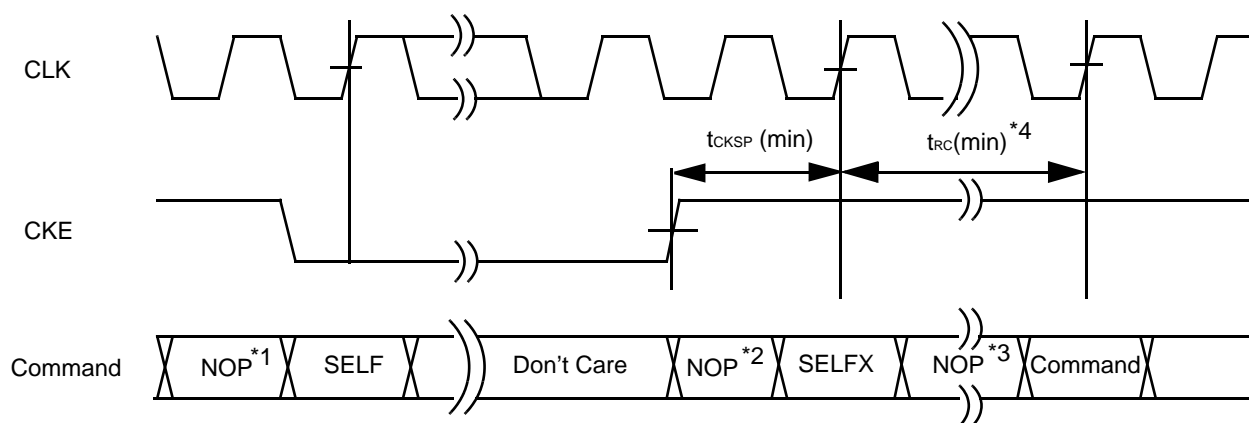 CLK
tCKSP (min)
tRC(min) *4
CKE
Command
NOP*1
SELF
Don't Care
NOP*2
SELFX
NOP*3
Command